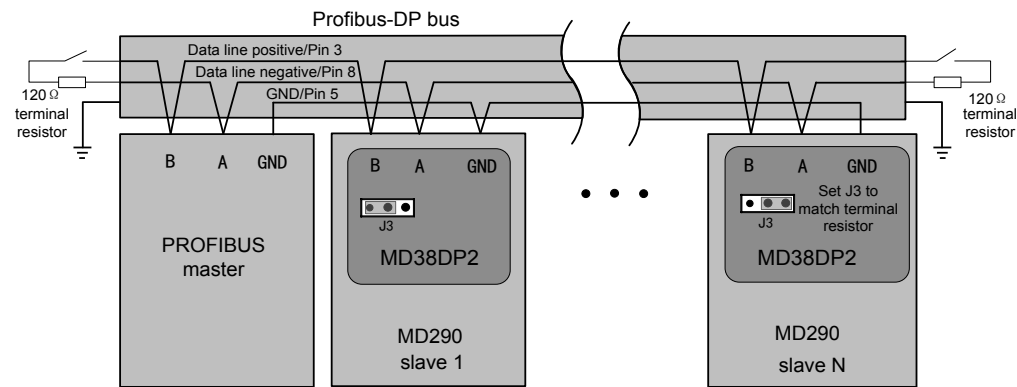 Profibus-DP bus
Data line positive/Pin 3
Data line negative/Pin 8
GND/Pin 5
120 Ω
terminal
resistor
120 Ω
terminal
resistor
B A GND
PROFIBUS
master
B A GND
J3
MD38DP2
MD290
slave 1
B A GND
Set J3 to
match terminal
resistor
J3
MD38DP2
MD290
slave N